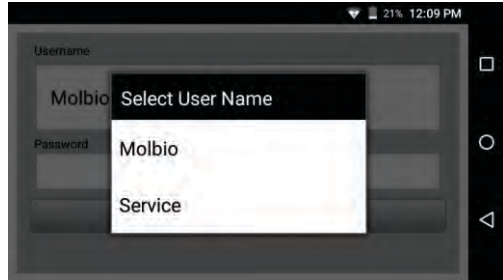 21% 12:09 PM
Username
Molbio
Select User Name
Password
Molbio
Service